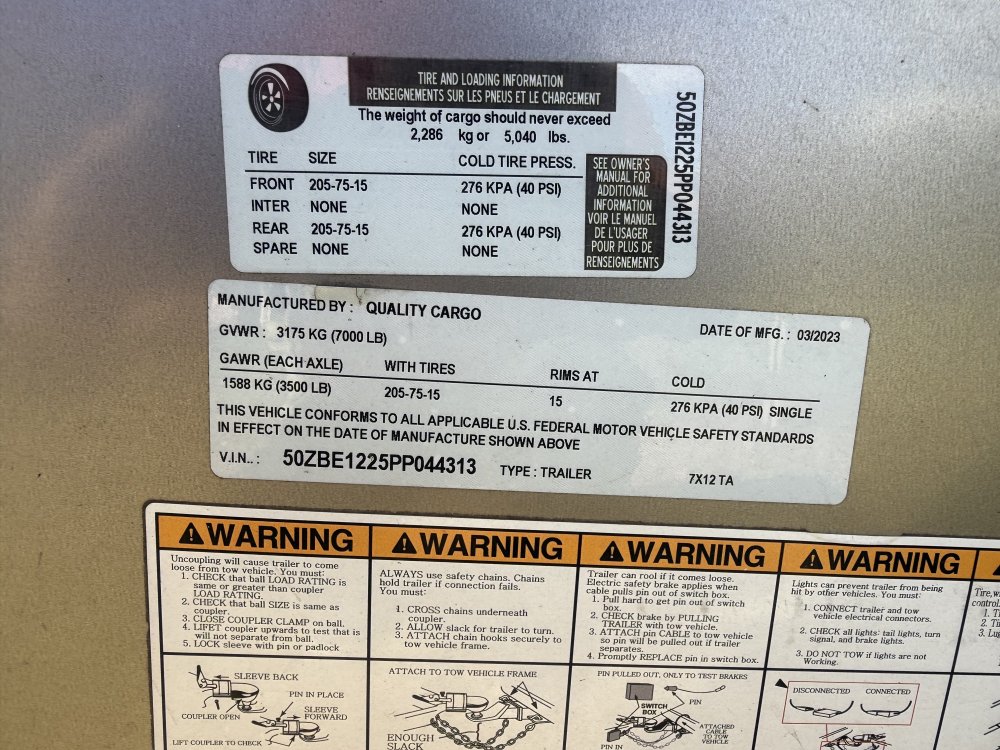 TIRE AND LOADING INFORMATION
RENSEIGNEMENTS SUR LES PNEUS ET LE CHARGEMENT
The weight of cargo should never exceed
2,286 kg or 5,040 lbs.
TIRE SIZE COLD TIRE PRESS.
FRONT 205-75-15 276 KPA (40 PSI)
INTER NONE NONE
REAR 205-75-15 276 KPA (40 PSI)
SPARE NONE NONE
SEE OWNER'S
MANUAL FOR
ADDITIONAL
INFORMATION
VOIR LE MANUEL
DE L'USAGER
POUR PLUS DE
RENSEIGNEMENTS
50ZBE1225PP044313
MANUFACTURED BY : QUALITY CARGO
DATE OF MFG. : 03/2023
GVWR : 3175 KG (7000 LB)
GAWR (EACH AXLE) WITH TIRES RIMS AT COLD
1588 KG (3500 LB) 205-75-15 15 276 KPA (40 PSI) SINGLE
THIS VEHICLE CONFORMS TO ALL APPLICABLE U.S. FEDERAL MOTOR VEHICLE SAFETY STANDARDS
IN EFFECT ON THE DATE OF MANUFACTURE SHOWN ABOVE
V.I.N.. : 50ZBE1225PP044313 TYPE : TRAILER 7X12 TA
WARNING
Uncoupling will cause trailer to come
loose from tow vehicle. You must:
1. CHECK that ball LOAD RATING is
same or greater than coupler
LOAD RATING.
2. CHECK that ball SIZE is same as
coupler.
3. CLOSE COUPLER CLAMP on ball.
4. LIFET coupler upwards to test that is
will not separate from ball.
5. LOCK sleeve with pin or padlock
SLEEVE BACK
PIN IN PLACE
COUPLER OPEN
SLEEVE
FORWARD
LIFT COUPLER TO CHECK
WARNING
ALWAYS use safety chains. Chains
hold trailer if connection fails.
You must:
1. CROSS chains underneath
coupler.
2. ALLOW slack for trailer to turn.
3. ATTACH chain hooks securely to
tow vehicle frame.
ATTACH TO TOW VEHICLE FRAME
ENOUGH
SLACK
WARNING
Trailer can rool if it comes loose.
Electric safety brake applies when
cable pulls pin out of switch box.
1. Pull hard to get pin out of switch
box.
2. CHECK brake by PULLING
TRAILER with tow vehicle.
3. ATTACH pin CABLE to tow vehicle
so pin will be pulled out if trailer
separates.
4. Promptly REPLACE pin in switch box.
PIN PULLED OUT, ONLY TO TEST BRAKES
SWITCH
BOX
PIN
ATTACHED
CABLE
TO TOW
VEHICLE
PIN IN
WARNING
Lights can prevent trailer from being
hit by other vehicles. You must:
1. CONNECT trailer and tow
vehicle electrical connectors.
2. CHECK all lights: tail lights, turn
signal, and brake lights.
3. DO NOT TOW if lights are not
Working.
DISCONNECTED CONNECTED
Tire, w
control.
1. T
2. Ti
3. Lug